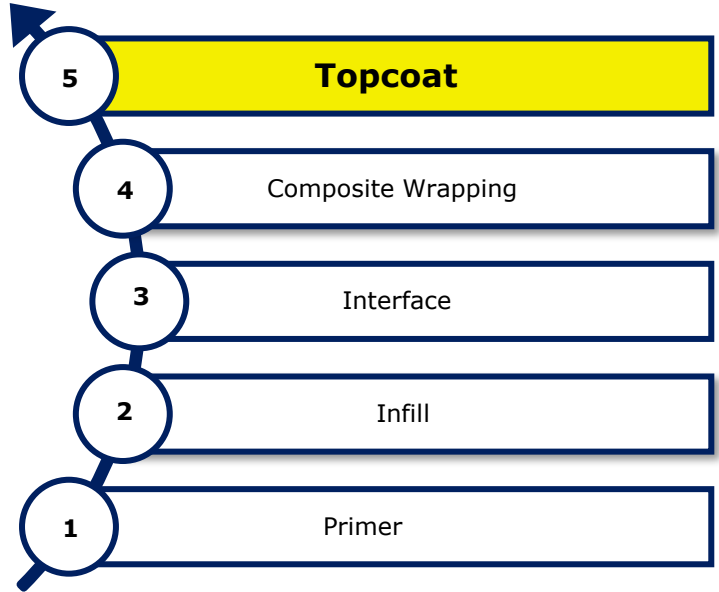 5 Topcoat
4 Composite Wrapping
3 Interface
2 Infill
1 Primer